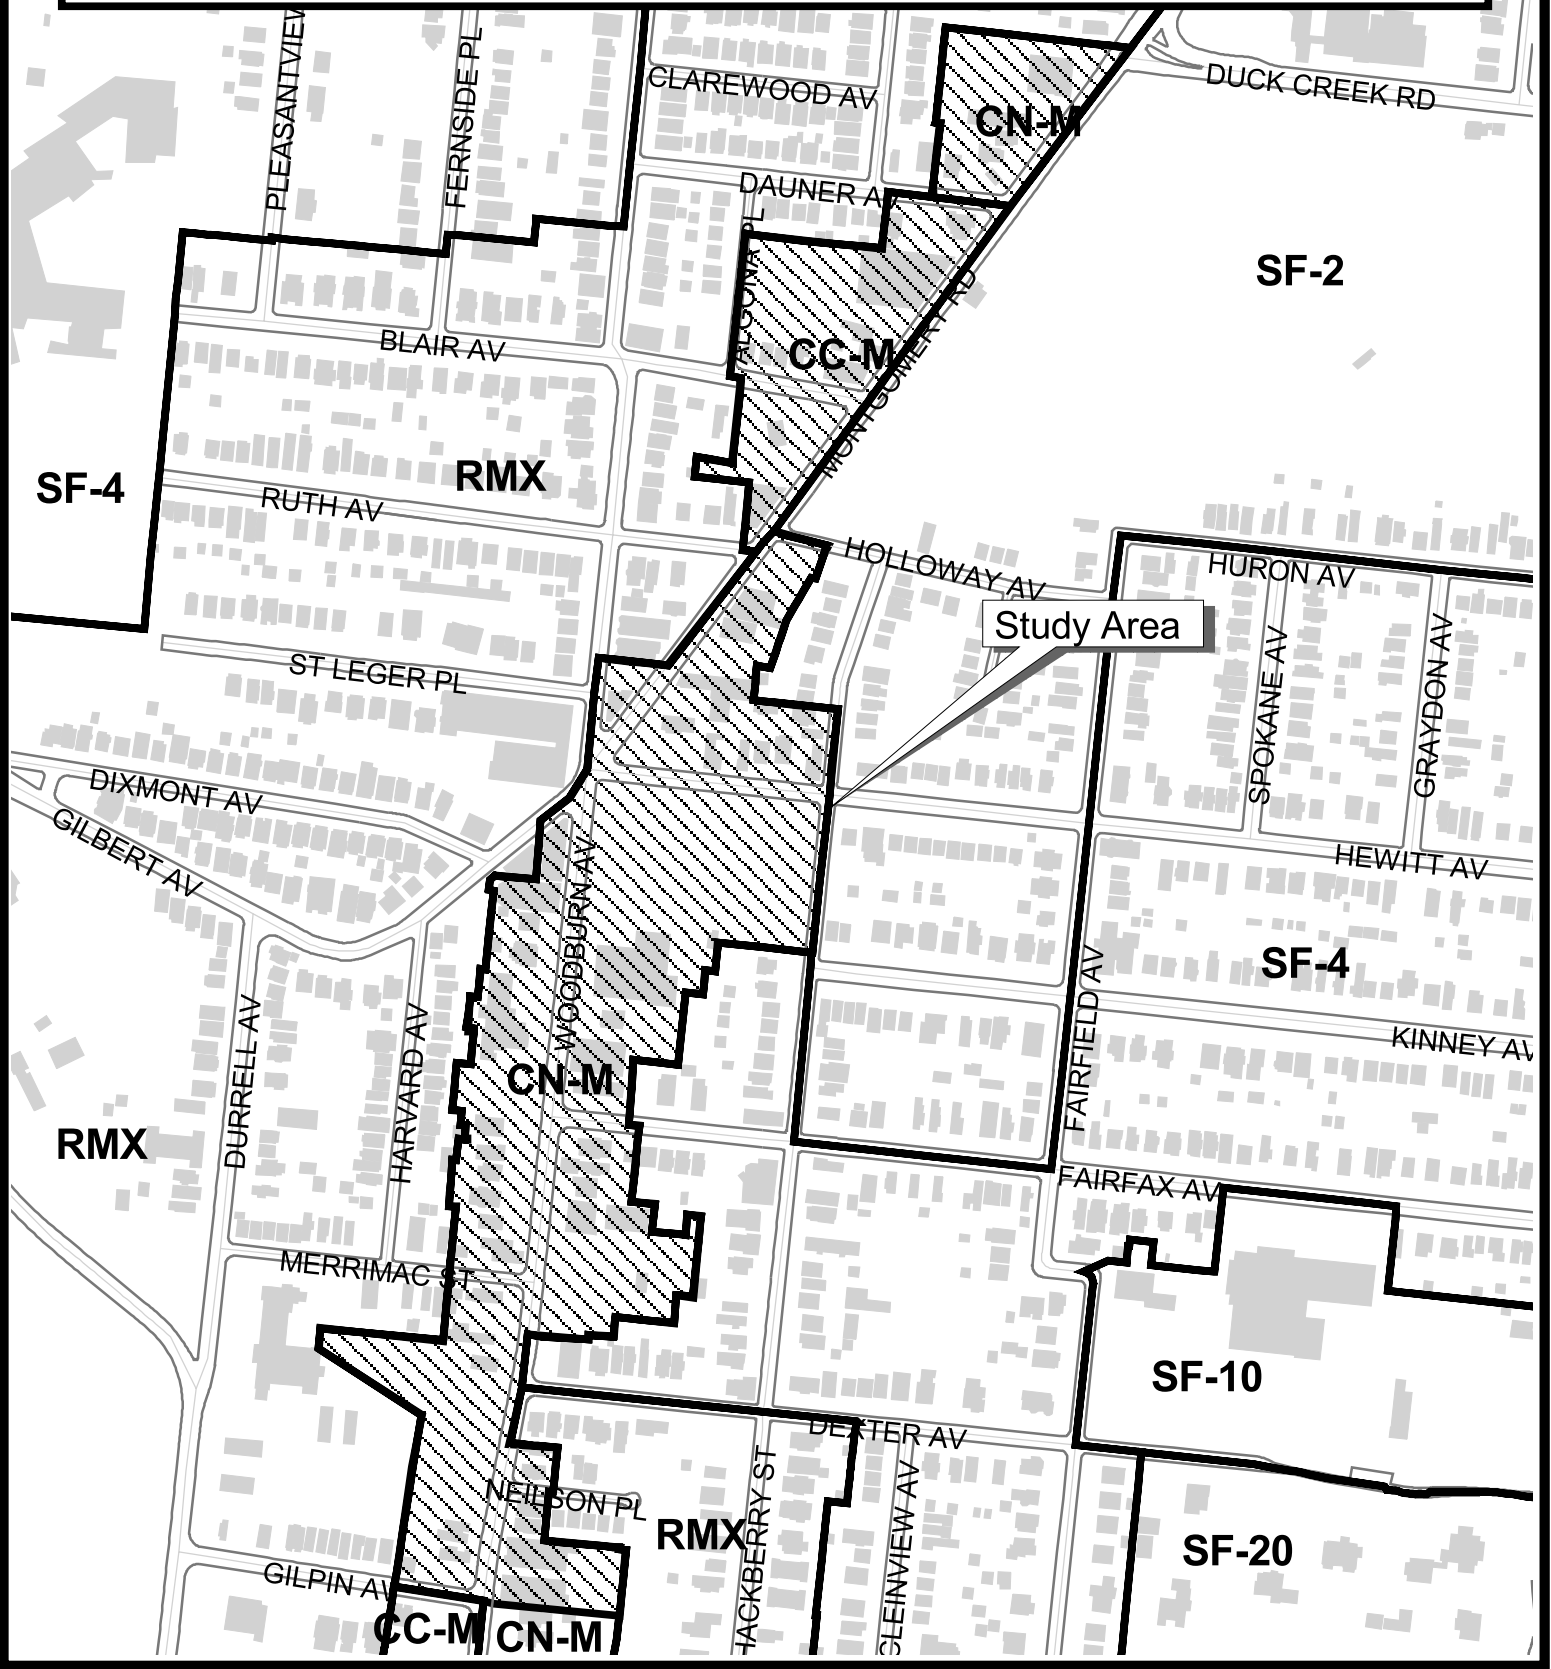 PLEASANTVIEW
FERNSIDE PL
CLAREWOOD AV
DUCK CREEK RD
CN-M
DAUNER A
ALGONA PL
SF-2
MONTGOMERY RD
CC-M
BLAIR AV
RMX
SF-4
RUTH AV
HOLLOWAY AV
HURON AV
Study Area
SPOKANE AV
GRAYDON AV
ST LEGER PL
DIXMONT AV
GILBERT AV
WOODBURN AV
HEWITT AV
SF-4
FAIRFIELD AV
KINNEY AV
DURRELL AV
HARVARD AV
CN-M
RMX
FAIRFAX AV
MERRIMAC ST
SF-10
DEXTER AV
NEILSON PL
HACKBERRY ST
CLEINVIEW AV
RMX
SF-20
GILPIN AV
CC-M
CN-M